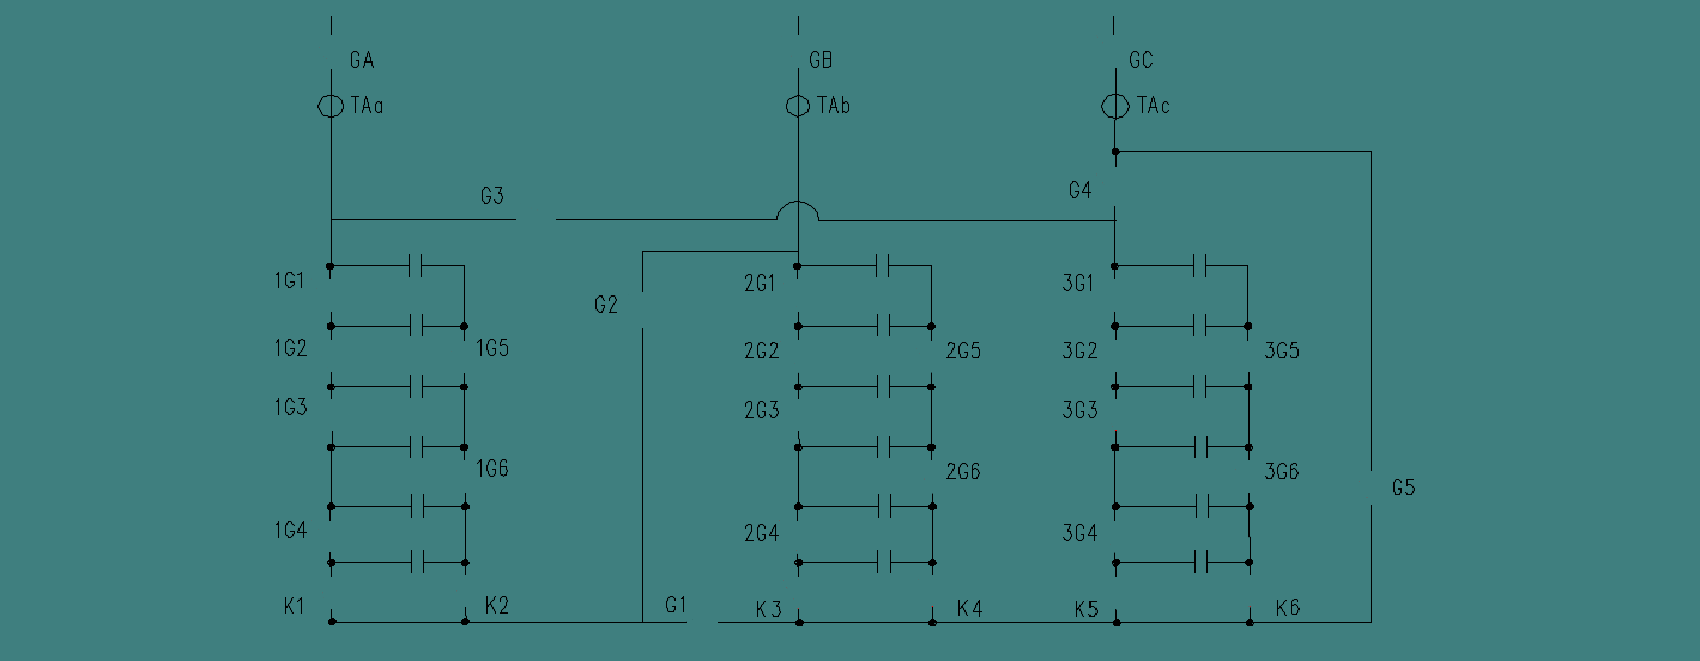 GA GB GC
TAa TAb TAc
G3 G4
1G1 2G1 3G1
G2
1G2 1G5 2G2 2G5 3G2 3G5
1G3 2G3 3G3
1G6 2G6 3G6
G5
1G4 2G4 3G4
K1 K2 G1 K3 K4 K5 K6